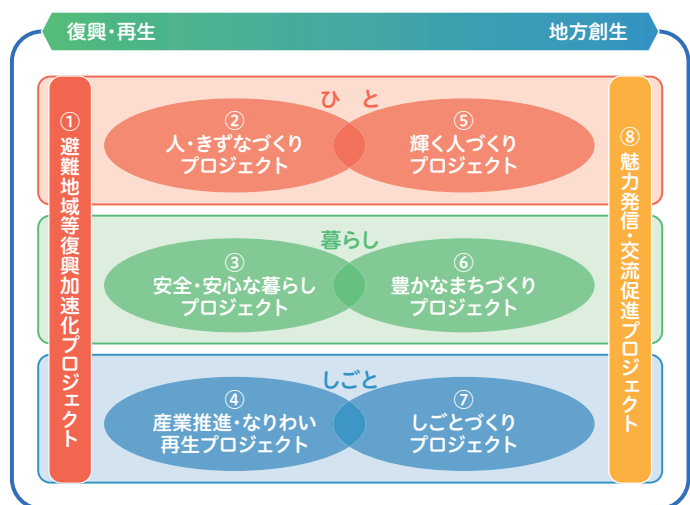 復興・再生
地方創生
①避難地域等復興加速化プロジェクト
ひと
②
人・きずなづくり
プロジェクト
⑤
輝く人づくり
プロジェクト
暮らし
③
安全・安心な暮らし
プロジェクト
⑥
豊かなまちづくり
プロジェクト
しごと
④
産業推進・なりわい
再生プロジェクト
⑦
しごとづくり
プロジェクト
⑧魅力発信・交流促進プロジェクト